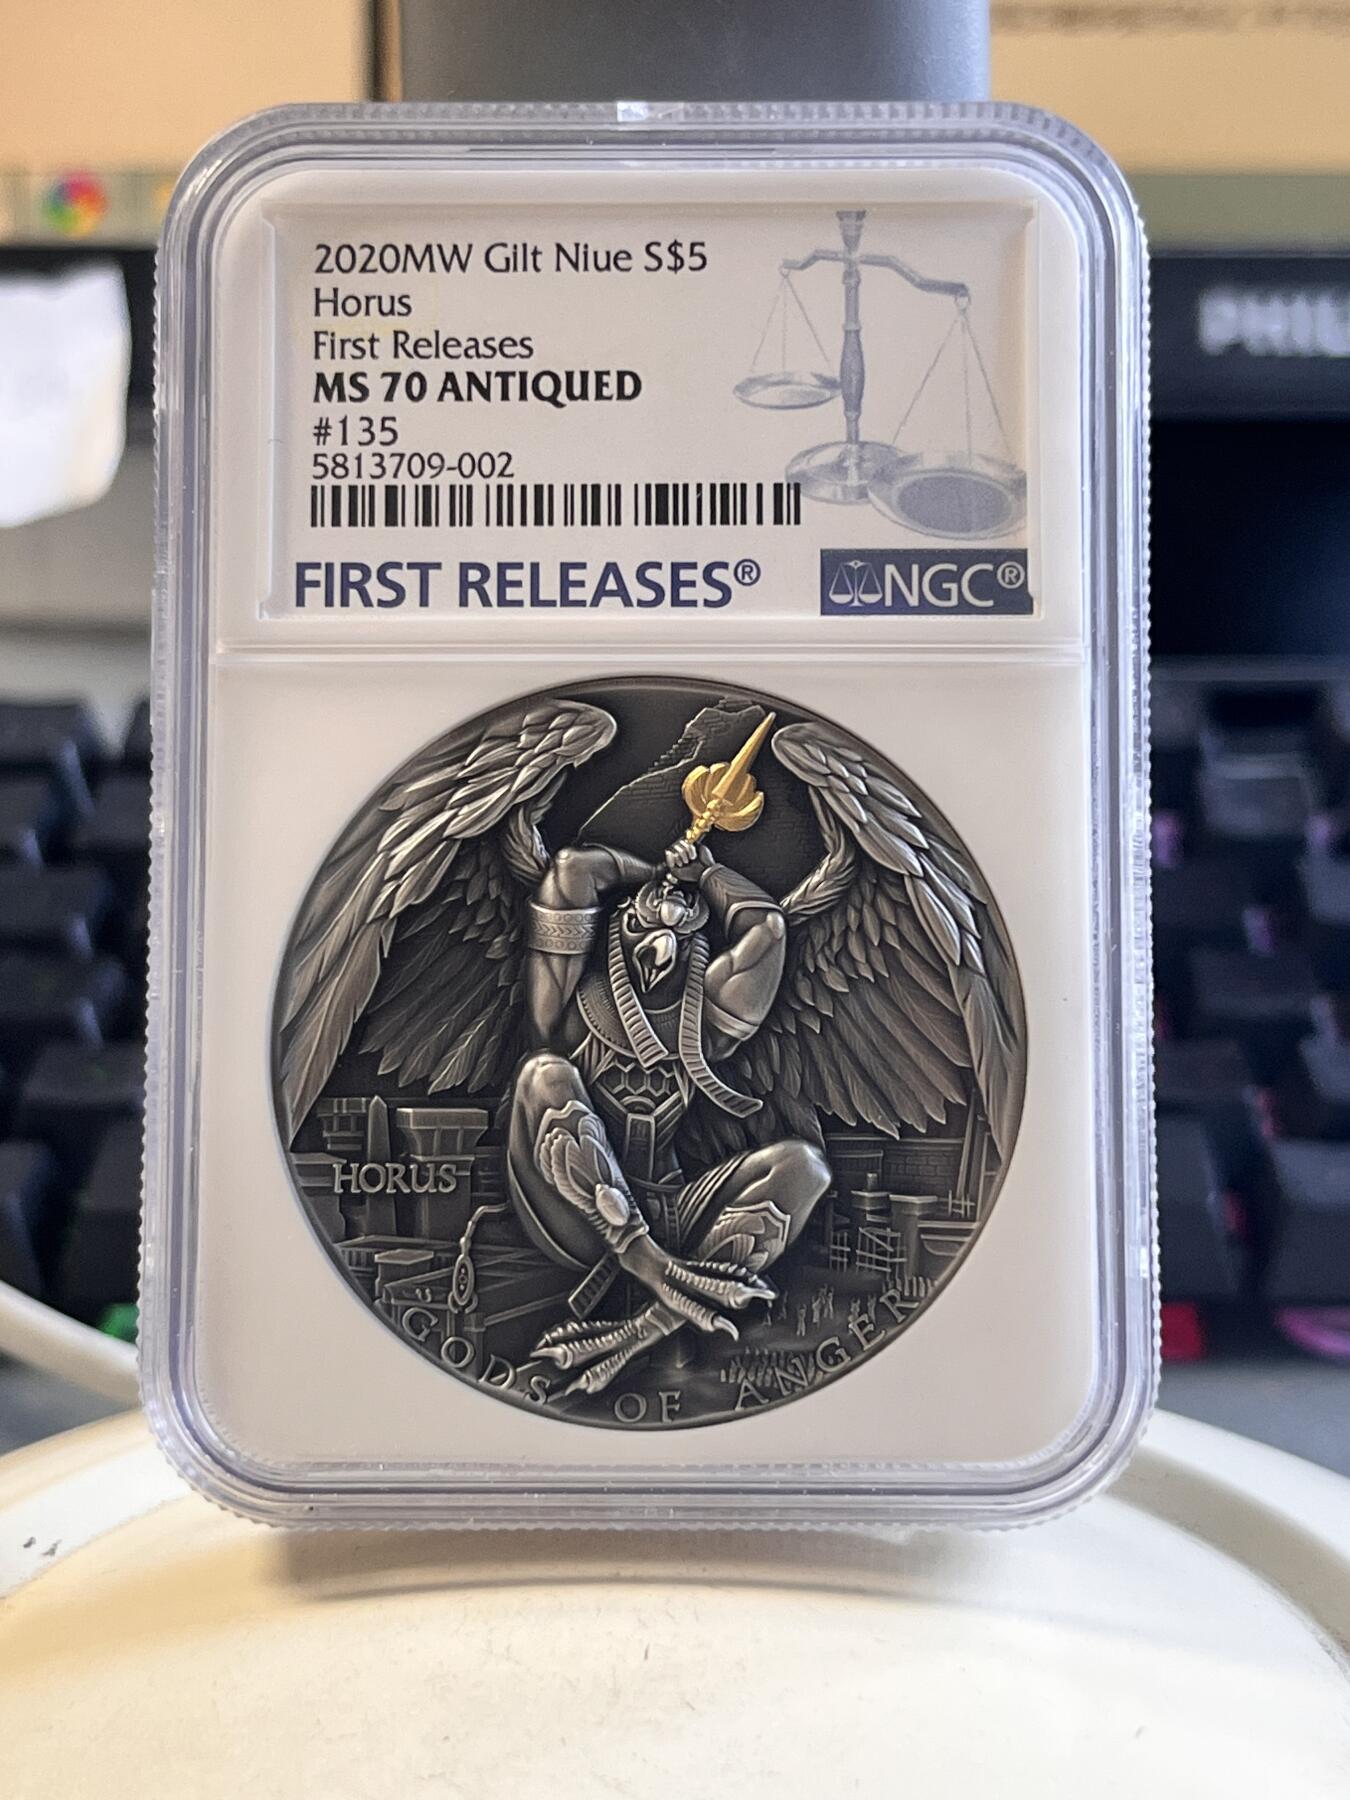 2020MW Gilt Niue S$5
Horus
First Releases
MS 70 ANTIQUED
#135
5813709-002
FIRST RELEASES®
NGC®
HORUS
GODS OF ANGER